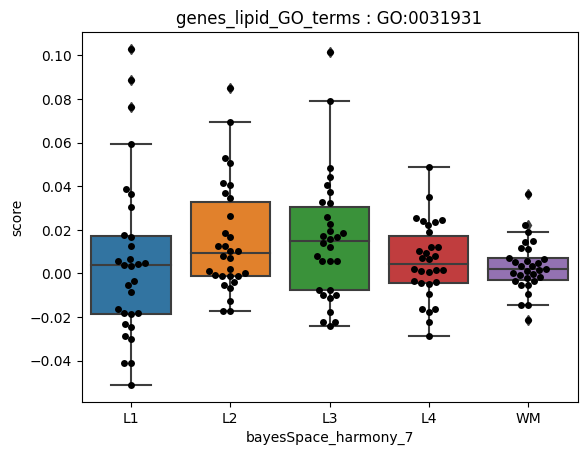 genes_lipid_GO_terms : GO:0031931
0.10
0.08
0.06
0.04
0.02
0.00
−0.02
−0.04
score
L1 L2 L3 L4 WM
bayesSpace_harmony_7